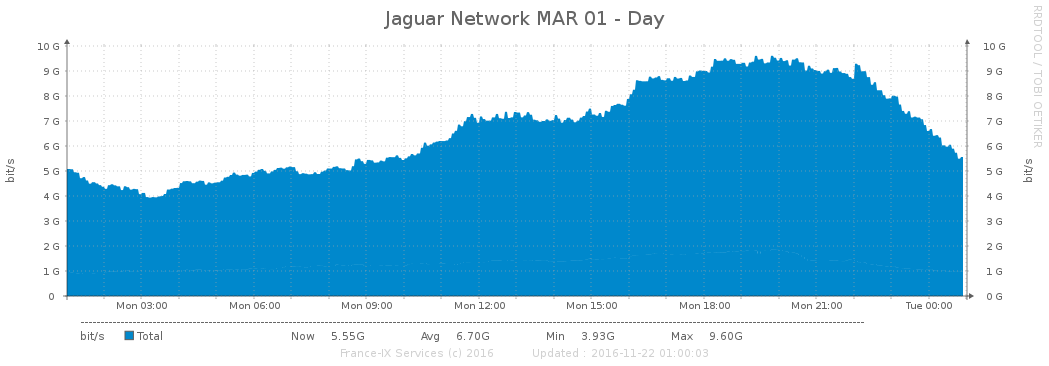 Jaguar Network MAR 01 - Day
RRDTOOL / TOBI OETIKER
10 G 10 G
9 G 9 G
8 G 8 G
7 G 7 G
6 G 6 G
5 G 5 G
4 G 4 G
3 G 3 G
2 G 2 G
1 G 1 G
0 0 G
bit/s
bit/s
Mon 03:00 Mon 06:00 Mon 09:00 Mon 12:00 Mon 15:00 Mon 18:00 Mon 21:00 Tue 00:00
bit/s Total Now 5.55G Avg 6.70G Min 3.93G Max 9.60G
France-IX Services (c) 2016 Updated : 2016-11-22 01:00:03